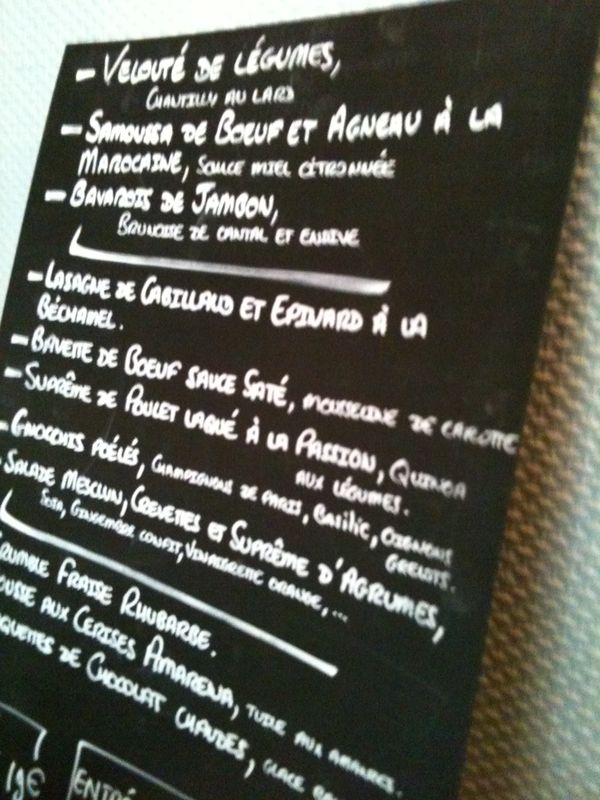 - VELOUTÉ DE LÉGUMES,
CHANTILLY AU LARD
- SAMOUSSA DE BOEUF ET AGNEAU À LA
MAROCAINE, SAUCE MIEL CITRONNÉE
- BAVAROIS DE JAMBON,
BRUNOISE DE CANTAL ET ENDIVE
- LASAGNE DE CABILLAUD ET EPINARD À LA
BÉCHAMEL.
- BAVETTE DE BOEUF SAUCE SATÉ, MOUSSELINE DE CAROTTE
- SUPRÊME DE POULET LAQUÉ À LA PASSION, QUINOA
AUX LÉGUMES.
- GNOCCHIS POÊLÉS, CHAMPIGNONS DE PARIS, BASILIC, OIGNONS
GRELOTS.
- SALADE MESCLUN, CREVETTES ET SUPRÊME D'AGRUMES,
SOJA, GINGEMBRE CONFIT, VINAIGRETTE ORANGE, ...
RUMBLE FRAISE RHUBARBE.
OUSSE AUX CERISES AMARENA, TUILE AUX AMANDES.
QUETTES DE CHOCOLAT CHAUDES, GLACE
19€
ENTRÉ